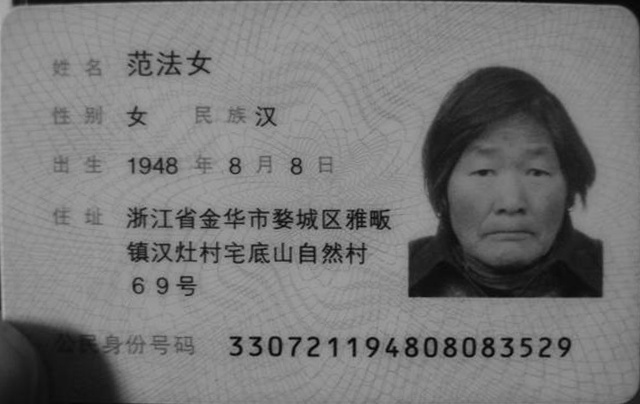 姓名 范法女
性别 女 民族 汉
出生 1948 年 8 月 8 日
住址 浙江省金华市婺城区雅畈
镇汉灶村宅底山自然村
69号
公民身份号码 330721194808083529